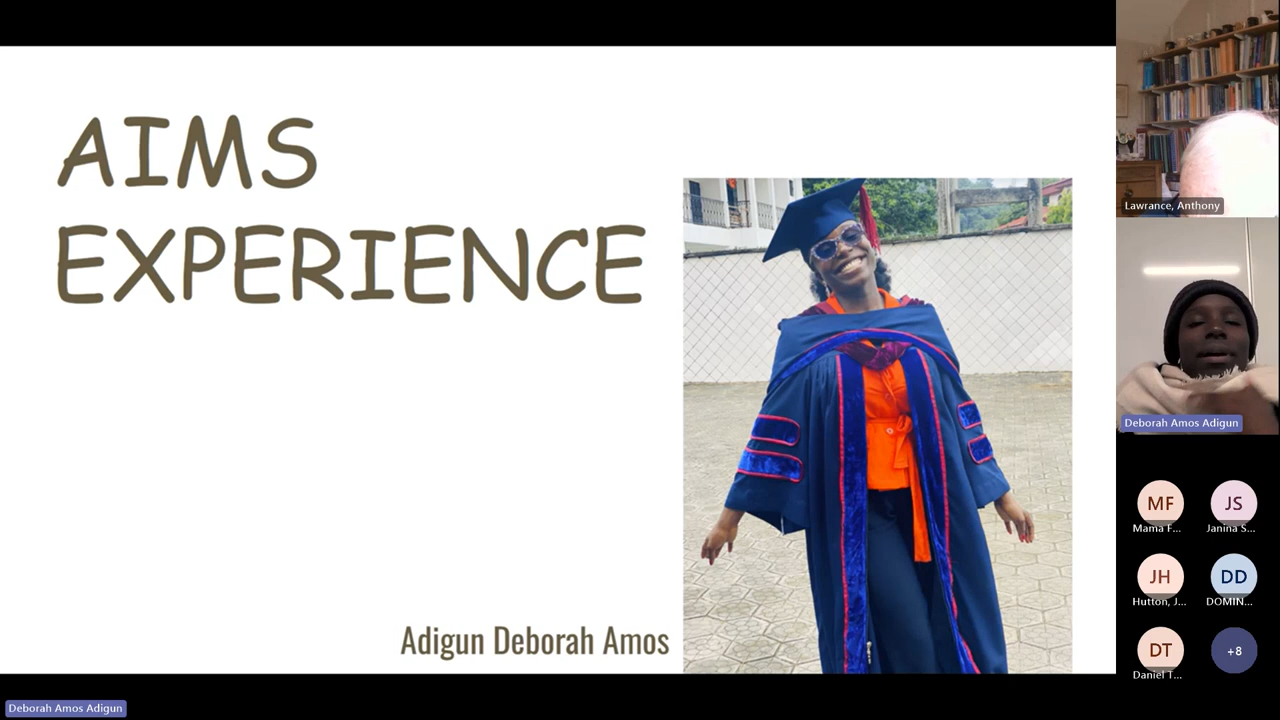 AIMS
EXPERIENCE
Adigun Deborah Amos
Lawrance, Anthony
Deborah Amos Adigun
MF
Mama F...
JS
Janina S...
JH
Hutton, J...
DD
DOMIN...
DT
Daniel T...
+8
Deborah Amos Adigun